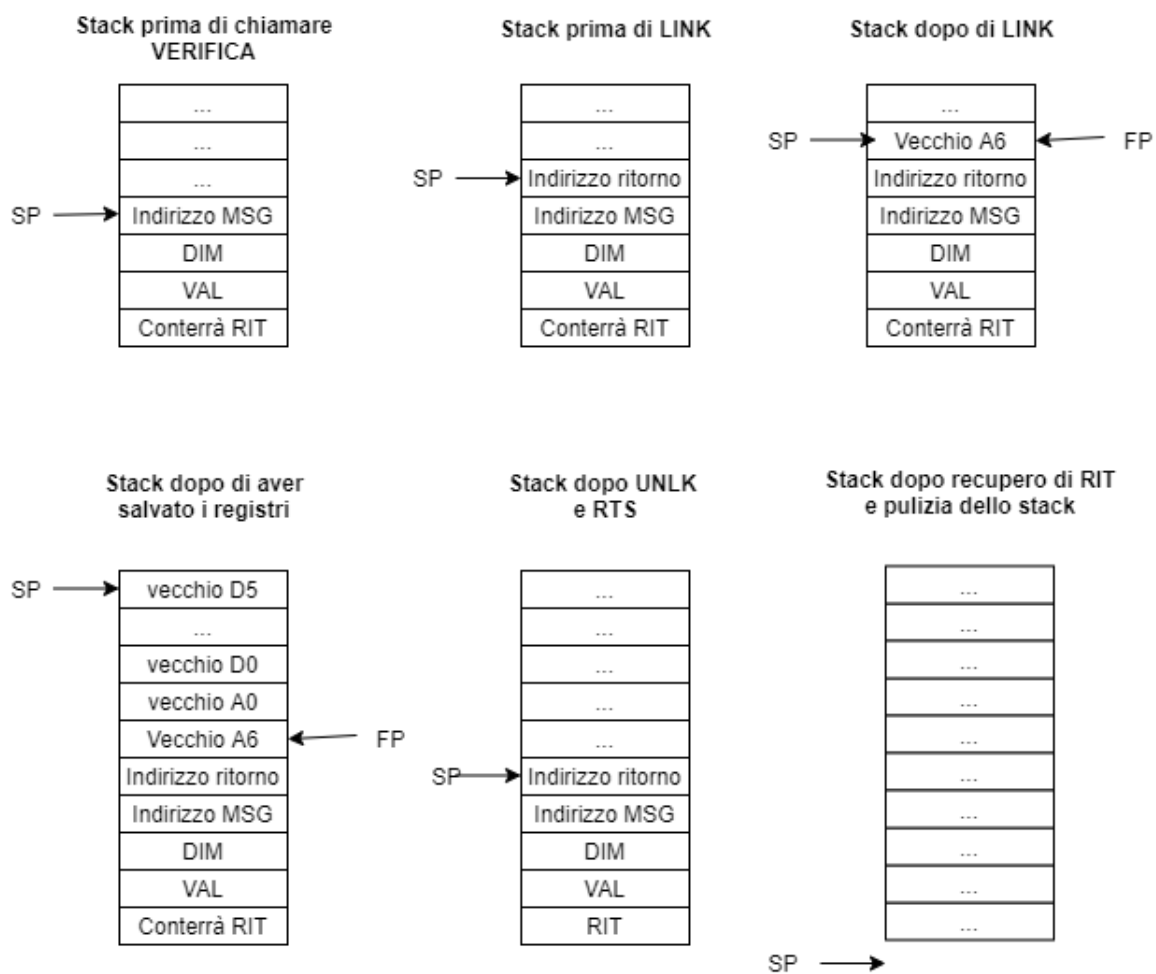 Stack prima di chiamare
VERIFICA
...
...
...
SP
Indirizzo MSG
DIM
VAL
Conterrà RIT
Stack prima di LINK
...
...
SP
Indirizzo ritorno
Indirizzo MSG
DIM
VAL
Conterrà RIT
Stack dopo di LINK
...
SP
Vecchio A6
FP
Indirizzo ritorno
Indirizzo MSG
DIM
VAL
Conterrà RIT
Stack dopo di aver
salvato i registri
SP
vecchio D5
...
vecchio D0
vecchio A0
Vecchio A6
FP
Indirizzo ritorno
Indirizzo MSG
DIM
VAL
Conterrà RIT
Stack dopo UNLK
e RTS
...
...
...
...
...
SP
Indirizzo ritorno
Indirizzo MSG
DIM
VAL
RIT
Stack dopo recupero di RIT
e pulizia dello stack
...
...
...
...
...
...
...
...
...
...
SP